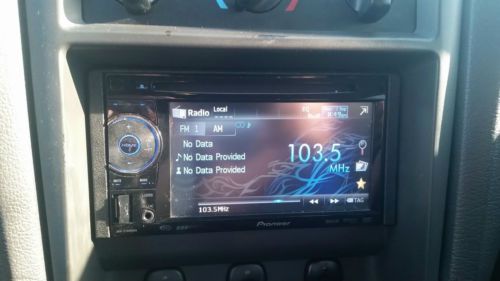 Radio Local
FM 1 AM
No Data
No Data Provided
No Data Provided
103.5
MHz
103.5MHz
TAG
Pioneer